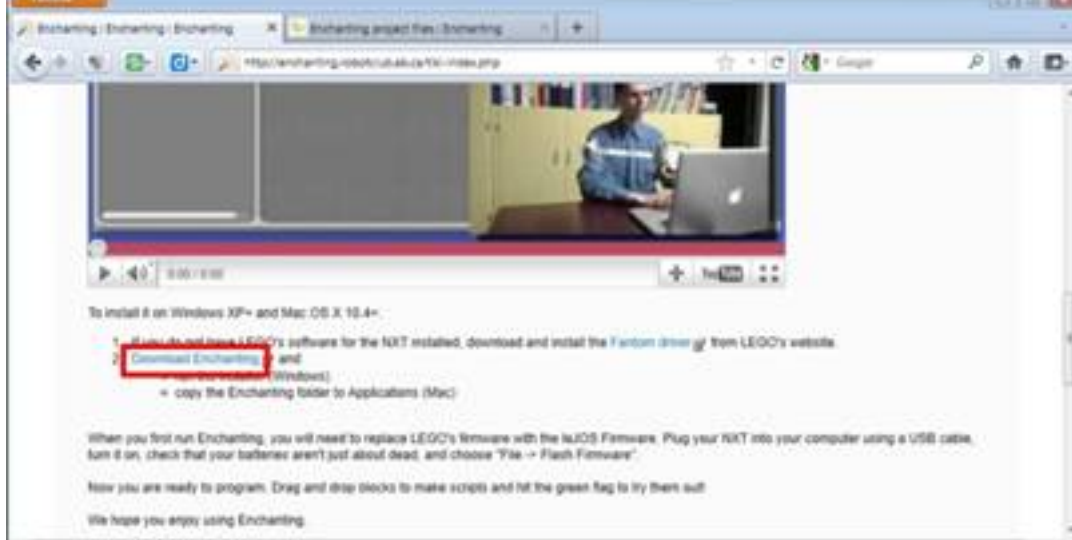 Enchanting : Enchanting : Enchanting
Enchanting project files : Enchanting
Google
0:00 / 0:00
YouTube
To install it on Windows XP+ and Mac OS X 10.4+:
1. If you do not have LEGO's software for the NXT installed, download and install the Fantom driver from LEGO's website.
2. Download Enchanting and
run the installer (Windows)
copy the Enchanting folder to Applications (Mac)
When you first run Enchanting, you will need to replace LEGO's firmware with the leJOS Firmware. Plug your NXT into your computer using a USB cable,
turn it on, check that your batteries aren't just about dead, and choose "File -> Flash Firmware".
Now you are ready to program. Drag and drop blocks to make scripts and hit the green flag to try them out!
We hope you enjoy using Enchanting.